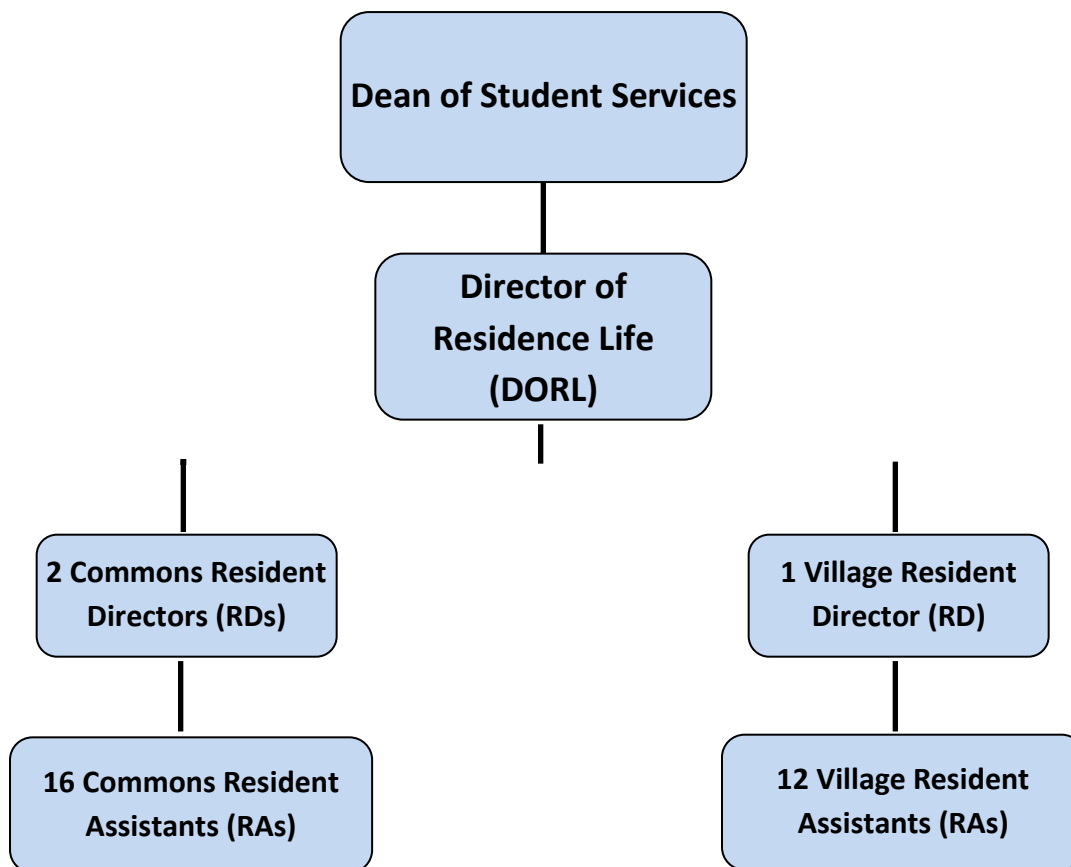 Dean of Student Services
Director of
Residence Life
(DORL)
2 Commons Resident
Directors (RDs)
1 Village Resident
Director (RD)
16 Commons Resident
Assistants (RAs)
12 Village Resident
Assistants (RAs)